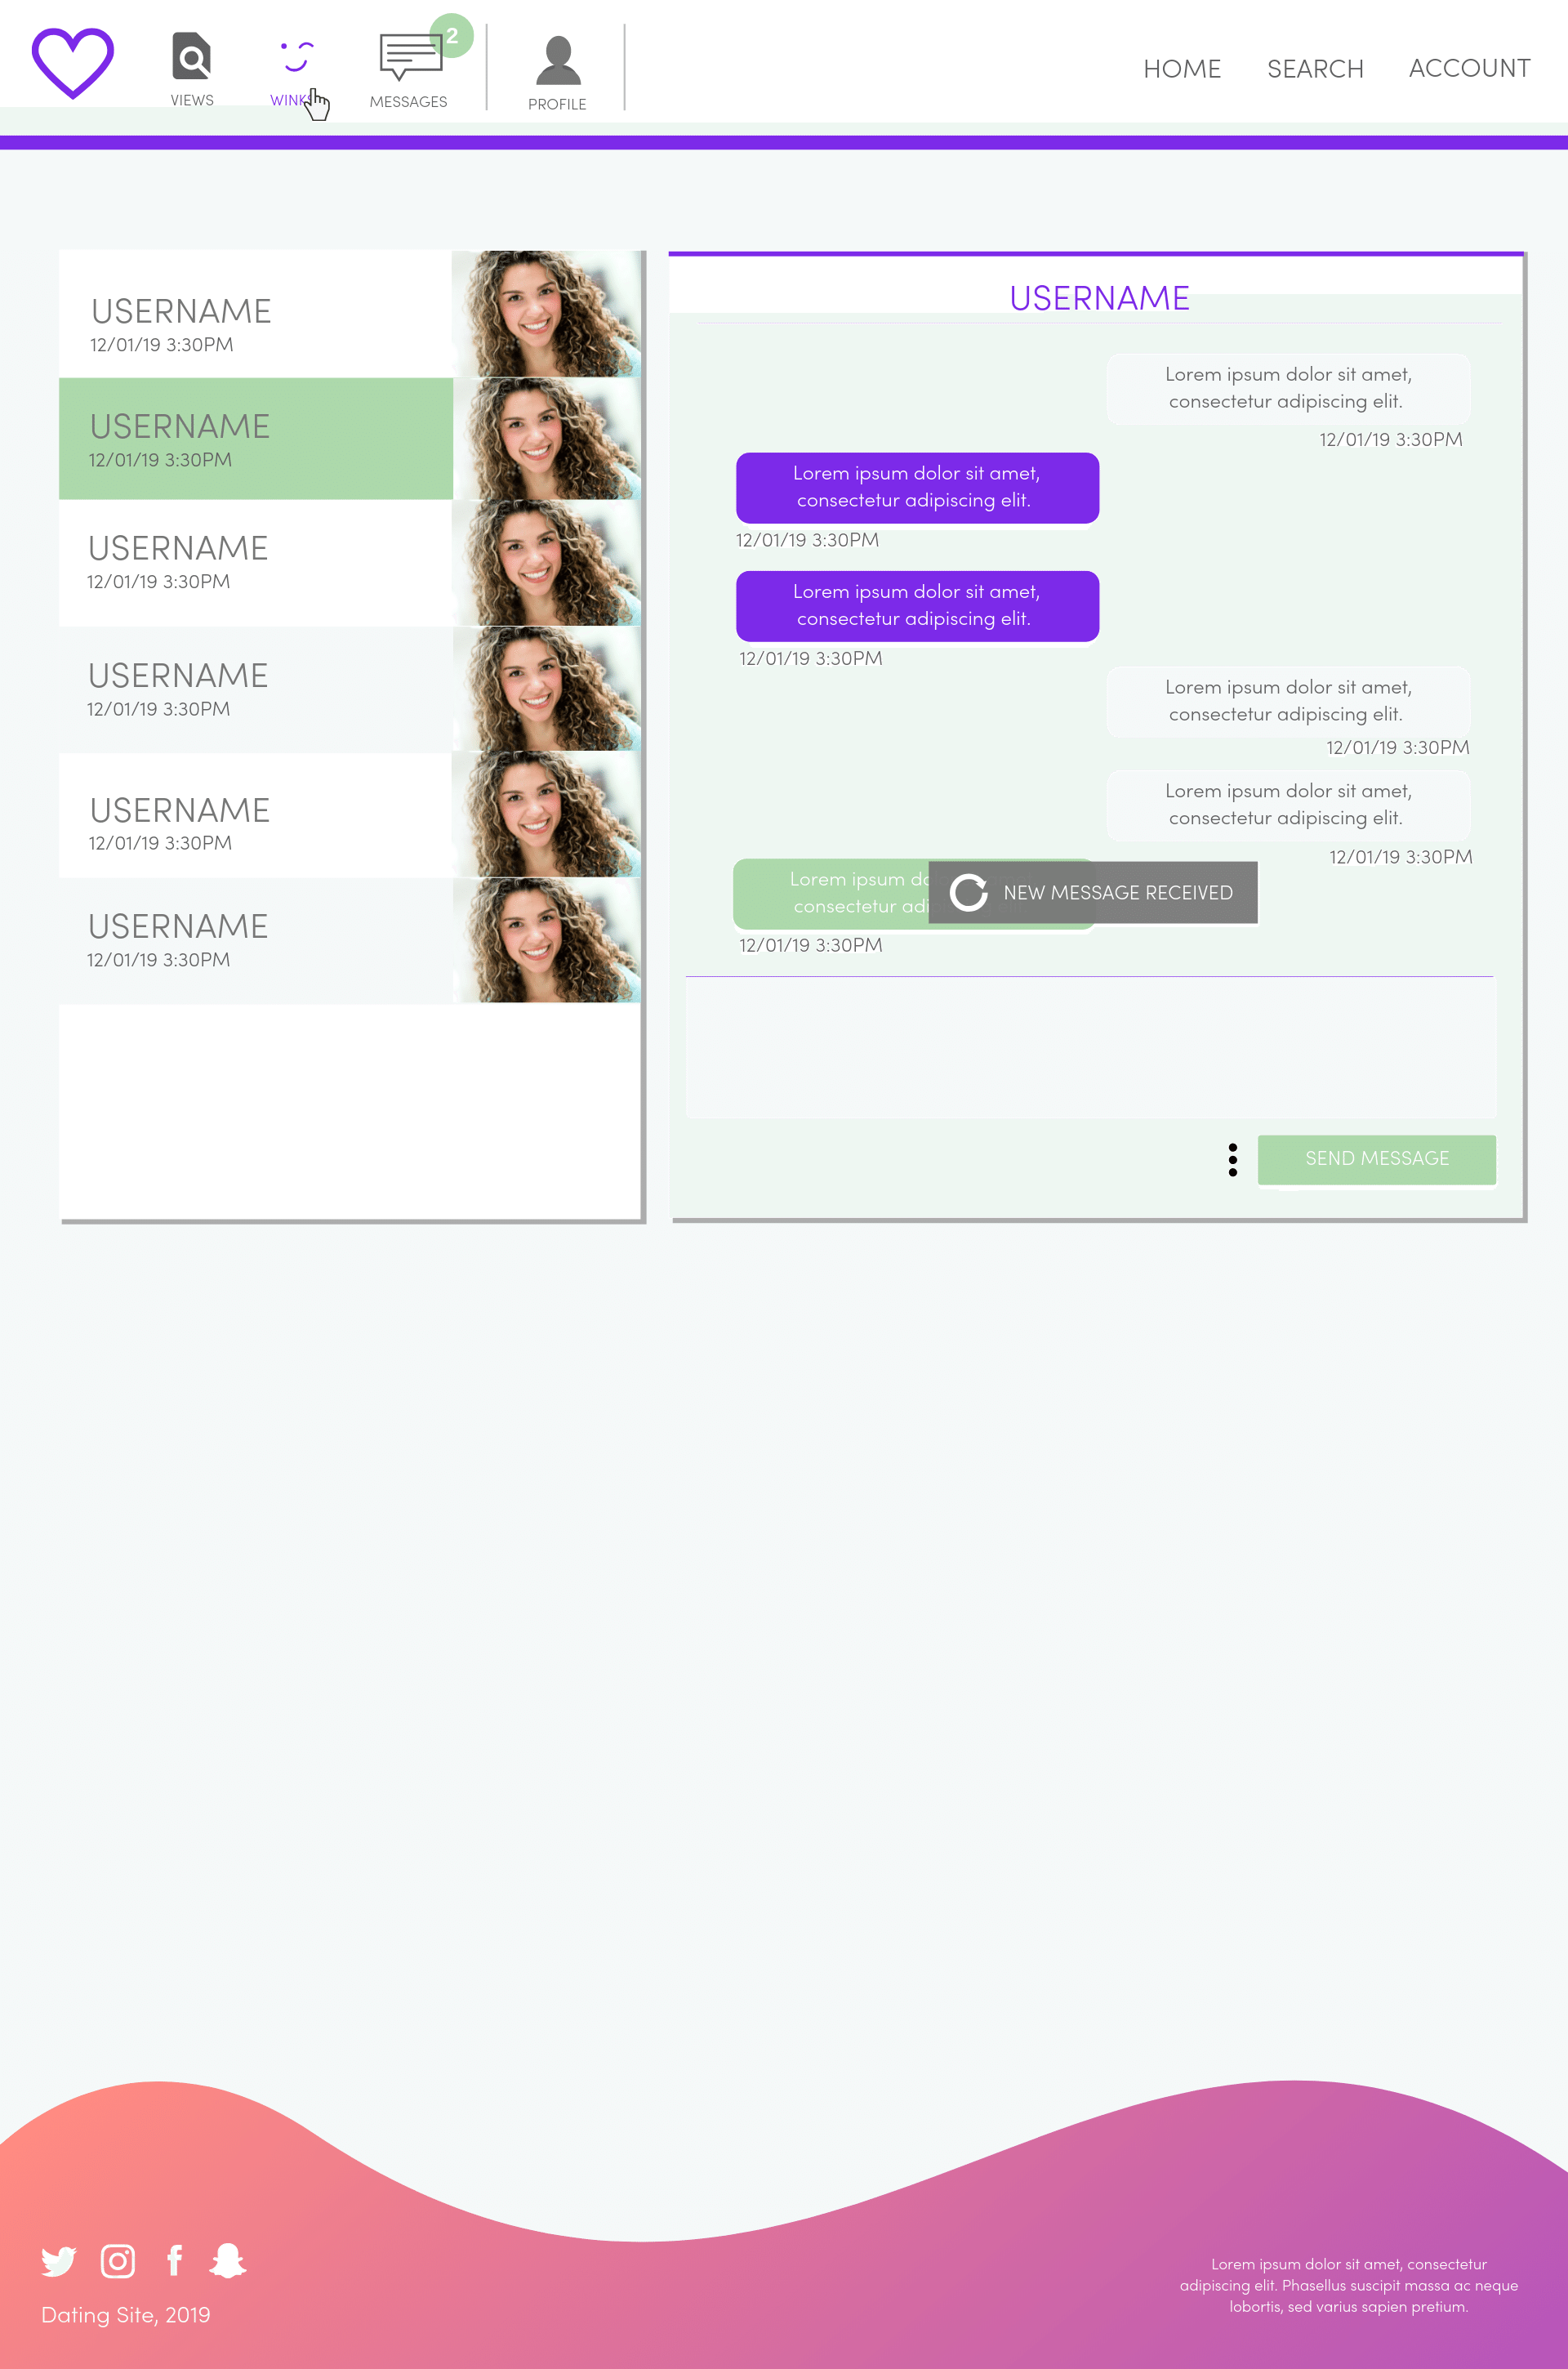 2
VIEWS
WINKS
MESSAGES
PROFILE
HOME
SEARCH
ACCOUNT
USERNAME
12/01/19 3:30PM
USERNAME
12/01/19 3:30PM
USERNAME
12/01/19 3:30PM
USERNAME
12/01/19 3:30PM
USERNAME
12/01/19 3:30PM
USERNAME
12/01/19 3:30PM
USERNAME
Lorem ipsum dolor sit amet,
consectetur adipiscing elit.
12/01/19 3:30PM
Lorem ipsum dolor sit amet,
consectetur adipiscing elit.
12/01/19 3:30PM
Lorem ipsum dolor sit amet,
consectetur adipiscing elit.
12/01/19 3:30PM
Lorem ipsum dolor sit amet,
consectetur adipiscing elit.
12/01/19 3:30PM
Lorem ipsum dolor sit amet,
consectetur adipiscing elit.
12/01/19 3:30PM
Lorem ipsum
consectetur
NEW MESSAGE RECEIVED
12/01/19 3:30PM
SEND MESSAGE
Dating Site, 2019
Lorem ipsum dolor sit amet, consectetur
adipiscing elit. Phasellus suscipit massa ac neque
lobortis, sed varius sapien pretium.